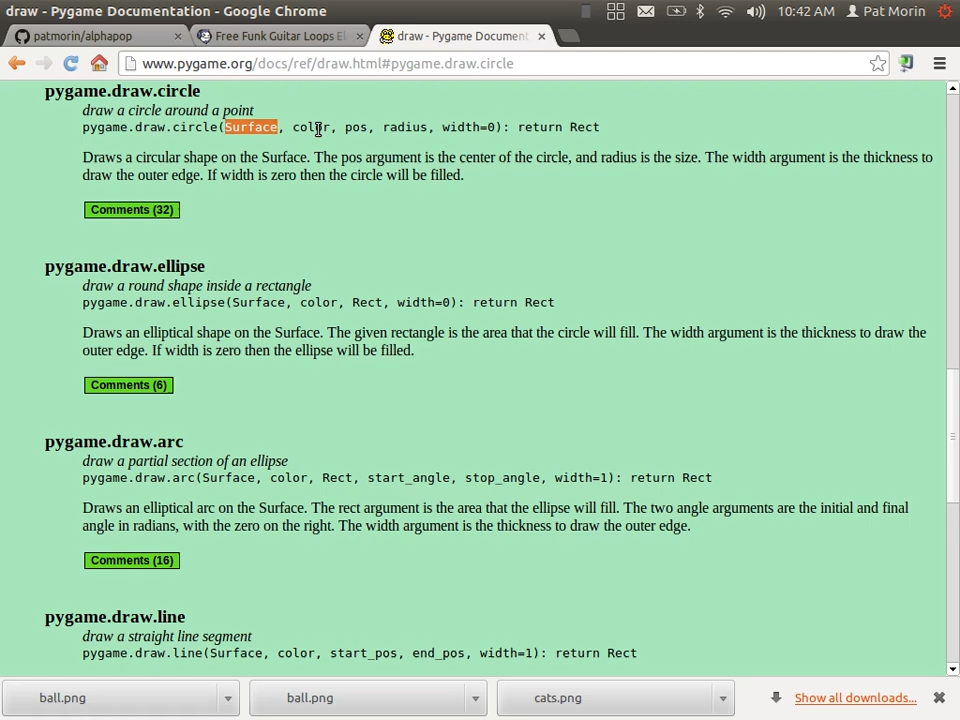 draw - Pygame Documentation - Google Chrome
10:42 AM Pat Morin
patmorin/alphapop
Free Funk Guitar Loops El
draw - Pygame Document
www.pygame.org/docs/ref/draw.html#pygame.draw.circle
pygame.draw.circle
draw a circle around a point
pygame.draw.circle(Surface, color, pos, radius, width=0): return Rect
Draws a circular shape on the Surface. The pos argument is the center of the circle, and radius is the size. The width argument is the thickness to
draw the outer edge. If width is zero then the circle will be filled.
Comments (32)
pygame.draw.ellipse
draw a round shape inside a rectangle
pygame.draw.ellipse(Surface, color, Rect, width=0): return Rect
Draws an elliptical shape on the Surface. The given rectangle is the area that the circle will fill. The width argument is the thickness to draw the
outer edge. If width is zero then the ellipse will be filled.
Comments (6)
pygame.draw.arc
draw a partial section of an ellipse
pygame.draw.arc(Surface, color, Rect, start_angle, stop_angle, width=1): return Rect
Draws an elliptical arc on the Surface. The rect argument is the area that the ellipse will fill. The two angle arguments are the initial and final
angle in radians, with the zero on the right. The width argument is the thickness to draw the outer edge.
Comments (16)
pygame.draw.line
draw a straight line segment
pygame.draw.line(Surface, color, start_pos, end_pos, width=1): return Rect
ball.png
ball.png
cats.png
Show all downloads...